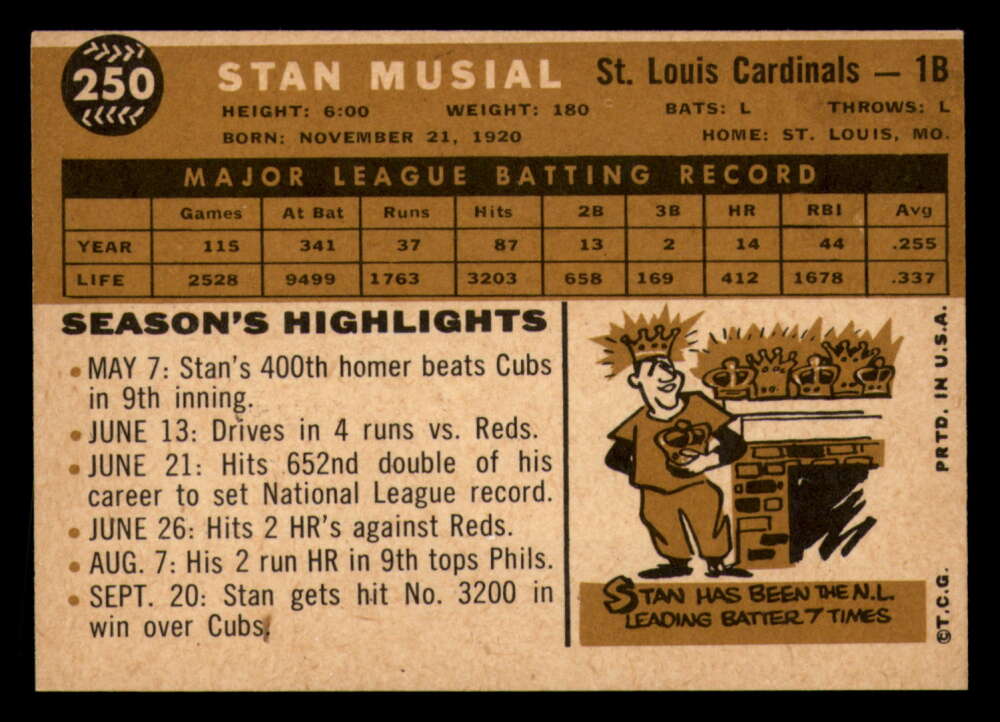 250
STAN MUSIAL St. Louis Cardinals — 1B
HEIGHT: 6:00 WEIGHT: 180 BATS: L THROWS: L
BORN: NOVEMBER 21, 1920 HOME: ST. LOUIS, MO.
MAJOR LEAGUE BATTING RECORD
Games At Bat Runs Hits 2B 3B HR RBI Avg
YEAR 115 341 37 87 13 2 14 44 .255
LIFE 2528 9499 1763 3203 658 169 412 1678 .337
SEASON'S HIGHLIGHTS
• MAY 7: Stan's 400th homer beats Cubs
in 9th inning.
• JUNE 13: Drives in 4 runs vs. Reds.
• JUNE 21: Hits 652nd double of his
career to set National League record.
• JUNE 26: Hits 2 HR's against Reds.
• AUG. 7: His 2 run HR in 9th tops Phils.
• SEPT. 20: Stan gets hit No. 3200 in
win over Cubs.
STAN HAS BEEN THE N.L.
LEADING BATTER 7 TIMES
©T.C.G. PRTD. IN U.S.A.